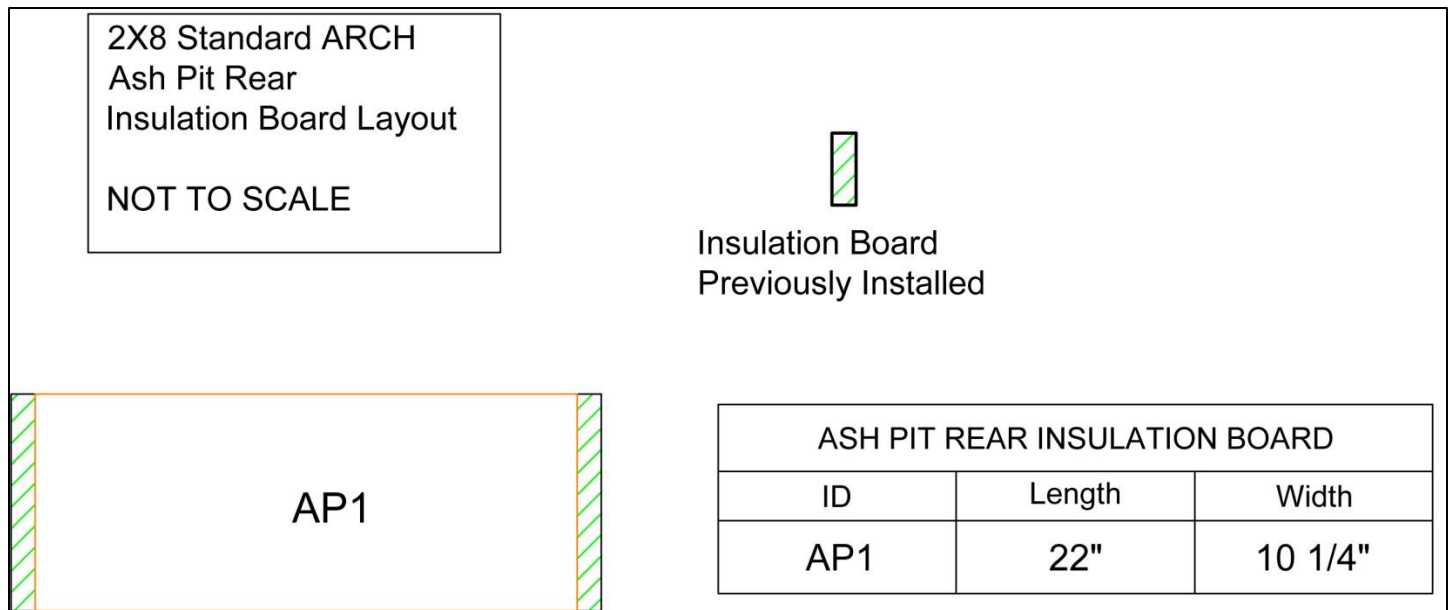 2X8 Standard ARCH
Ash Pit Rear
Insulation Board Layout
NOT TO SCALE
Insulation Board
Previously Installed
AP1
ASH PIT REAR INSULATION BOARD
ID Length Width
AP1 22" 10 1/4"